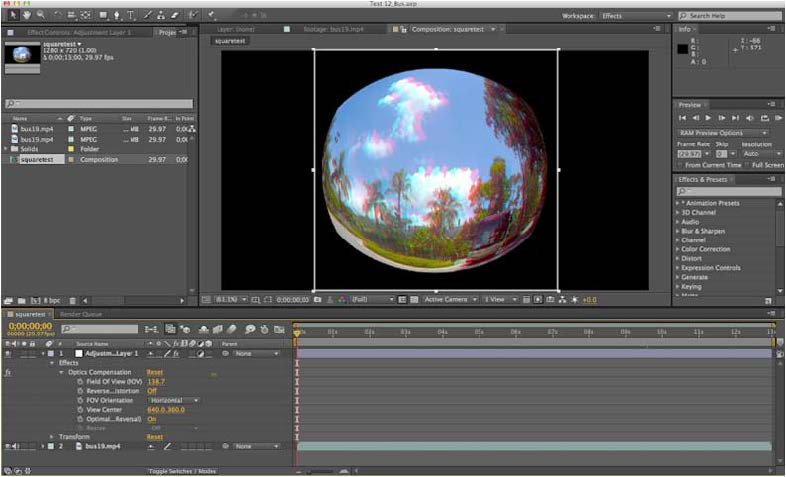 Test 12_Bus.aep
Workspace: Effects
Search Help
Effect Controls: Adjustment Layer 1
Project
squaretest
1280 x 720 (1.00)
Δ 0;00;13;00, 29.97 fps
Name Type Size Frame R... In Point
bus19.mp4 MPEG ... MB 29.97 0;00
bus19.mp4 MPEG ... MB 29.97 0;00
Solids Folder
squaretest Composition 29.97 0;00
8 bpc
Layer: (none)
Footage: bus19.mp4
Composition: squaretest
squaretest
0;00;00;00
(Full)
Active Camera
1 View
+0.0
Info
R :
G :
B :
A : 0
X : -66
Y : 571
Preview
RAM Preview Options
Frame Rate Skip Resolution
(29.97) 0 Auto
From Current Time Full Screen
Effects & Presets
* Animation Presets
3D Channel
Audio
Blur & Sharpen
Channel
Color Correction
Distort
Expression Controls
Generate
Keying
squaretest
Render Queue
0;00;00;00
00000 (29.97 fps)
Source Name
Parent
01s 02s 03s 04s 05s 06s 07s 08s 09s 10s 11s 12s
1 Adjustm...Layer 1 None
Effects
Optics Compensation Reset
Field Of View (FOV) 138.7
Reverse...istortion Off
FOV Orientation Horizontal
View Center 640.0,360.0
Optimal...Reversal) On
Resize Off
Transform Reset
2 bus19.mp4 None
Toggle Switches / Modes